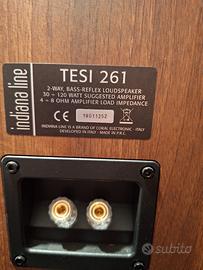 indiana line
TESI 261
2-WAY, BASS-REFLEX LOUDSPEAKER
30 ÷ 120 WATT SUGGESTED AMPLIFIER
4 ÷ 8 OHM AMPLIFIER LOAD IMPEDANCE
18011252
INDIANA LINE IS A BRAND OF CORAL ELECTRONIC - ITALY
DEVELOPED IN ITALY - MADE IN P.R.C.
subito